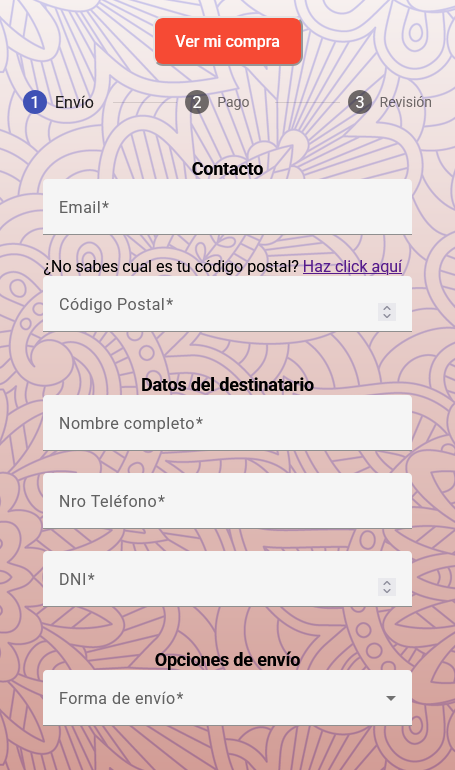 Ver mi compra
1 Envío 2 Pago 3 Revisión
Contacto
Email*
¿No sabes cual es tu código postal? Haz click aquí
Código Postal*
Datos del destinatario
Nombre completo*
Nro Teléfono*
DNI*
Opciones de envío
Forma de envío*